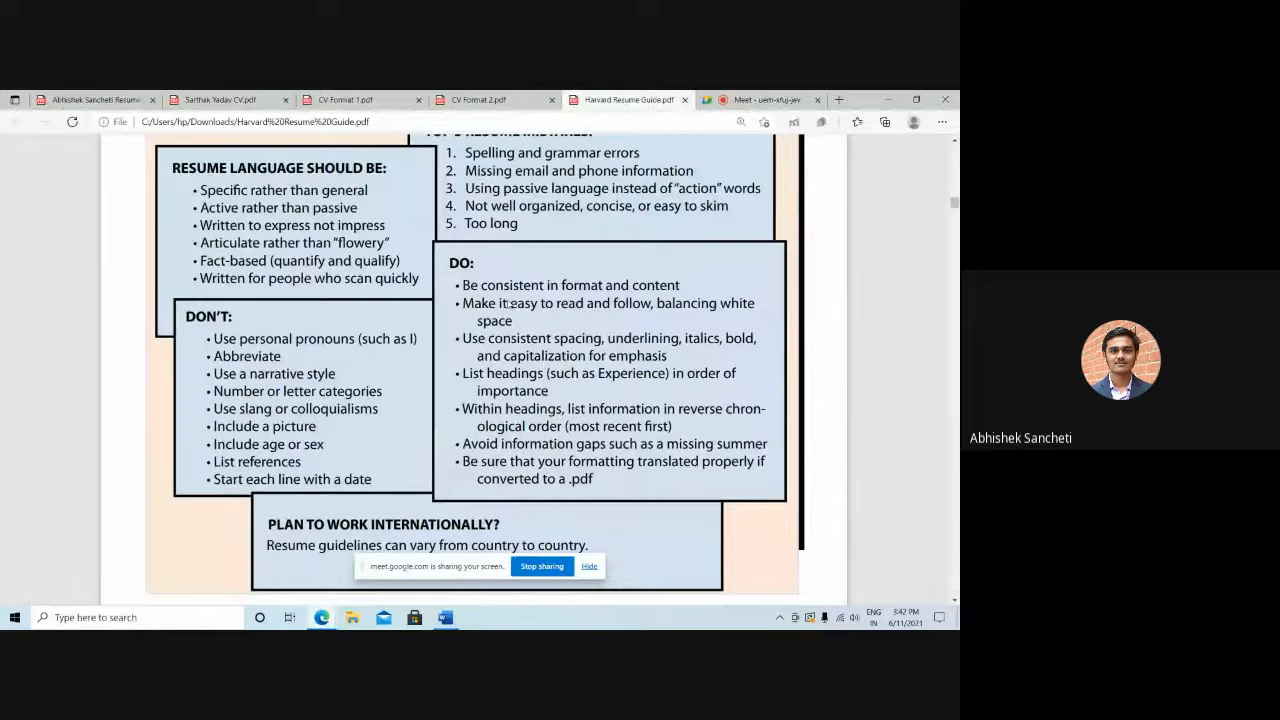 Abhishek Sancheti Resume
Sarthak Yadav CV.pdf
CV Format 1.pdf
CV Format 2.pdf
Harvard Resume Guide.pdf
Meet - uem-xfuj-jev
File
C:/Users/hp/Downloads/Harvard%20Resume%20Guide.pdf
RESUME LANGUAGE SHOULD BE:
• Specific rather than general
• Active rather than passive
• Written to express not impress
• Articulate rather than “flowery”
• Fact-based (quantify and qualify)
• Written for people who scan quickly
1. Spelling and grammar errors
2. Missing email and phone information
3. Using passive language instead of “action” words
4. Not well organized, concise, or easy to skim
5. Too long
DON’T:
• Use personal pronouns (such as I)
• Abbreviate
• Use a narrative style
• Number or letter categories
• Use slang or colloquialisms
• Include a picture
• Include age or sex
• List references
• Start each line with a date
DO:
• Be consistent in format and content
• Make it easy to read and follow, balancing white
space
• Use consistent spacing, underlining, italics, bold,
and capitalization for emphasis
• List headings (such as Experience) in order of
importance
• Within headings, list information in reverse chron-
ological order (most recent first)
• Avoid information gaps such as a missing summer
• Be sure that your formatting translated properly if
converted to a .pdf
PLAN TO WORK INTERNATIONALLY?
Resume guidelines can vary from country to country.
meet.google.com is sharing your screen.
Stop sharing
Hide
Abhishek Sancheti
Type here to search
ENG
IN
3:42 PM
6/11/2021